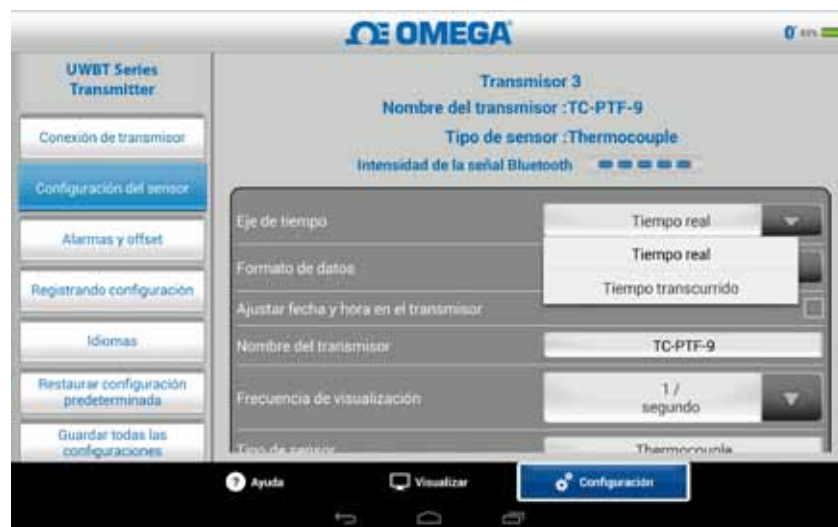 OMEGA
UWBT Series
Transmitter
Conexión de transmisor
Configuración del sensor
Alarmas y offset
Registrando configuración
Idiomas
Restaurar configuración
predeterminada
Guardar todas las
configuraciones
Transmisor 3
Nombre del transmisor :TC-PTF-9
Tipo de sensor :Thermocouple
Intensidad de la señal Bluetooth
Eje de tiempo
Tiempo real
Tiempo real
Tiempo transcurrido
Formato de datos
Ajustar fecha y hora en el transmisor
Nombre del transmisor
TC-PTF-9
Frecuencia de visualización
1 /
segundo
Tipo de sensor
Thermocouple
Ayuda
Visualizar
Configuración